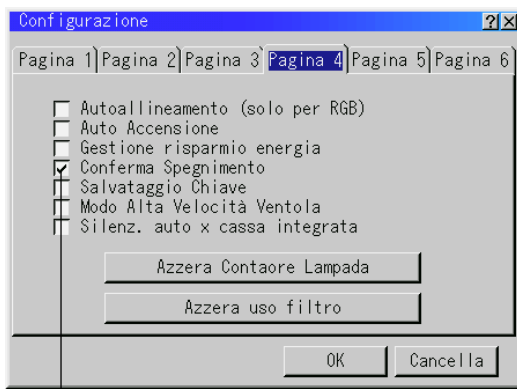 Configurazione
Pagina 1 Pagina 2 Pagina 3 Pagina 4 Pagina 5 Pagina 6
Autoallineamento (solo per RGB)
Auto Accensione
Gestione risparmio energia
Conferma Spegnimento
Salvataggio Chiave
Modo Alta Velocità Ventola
Silenz. auto x cassa integrata
Azzera Contaore Lampada
Azzera uso filtro
OK Cancella